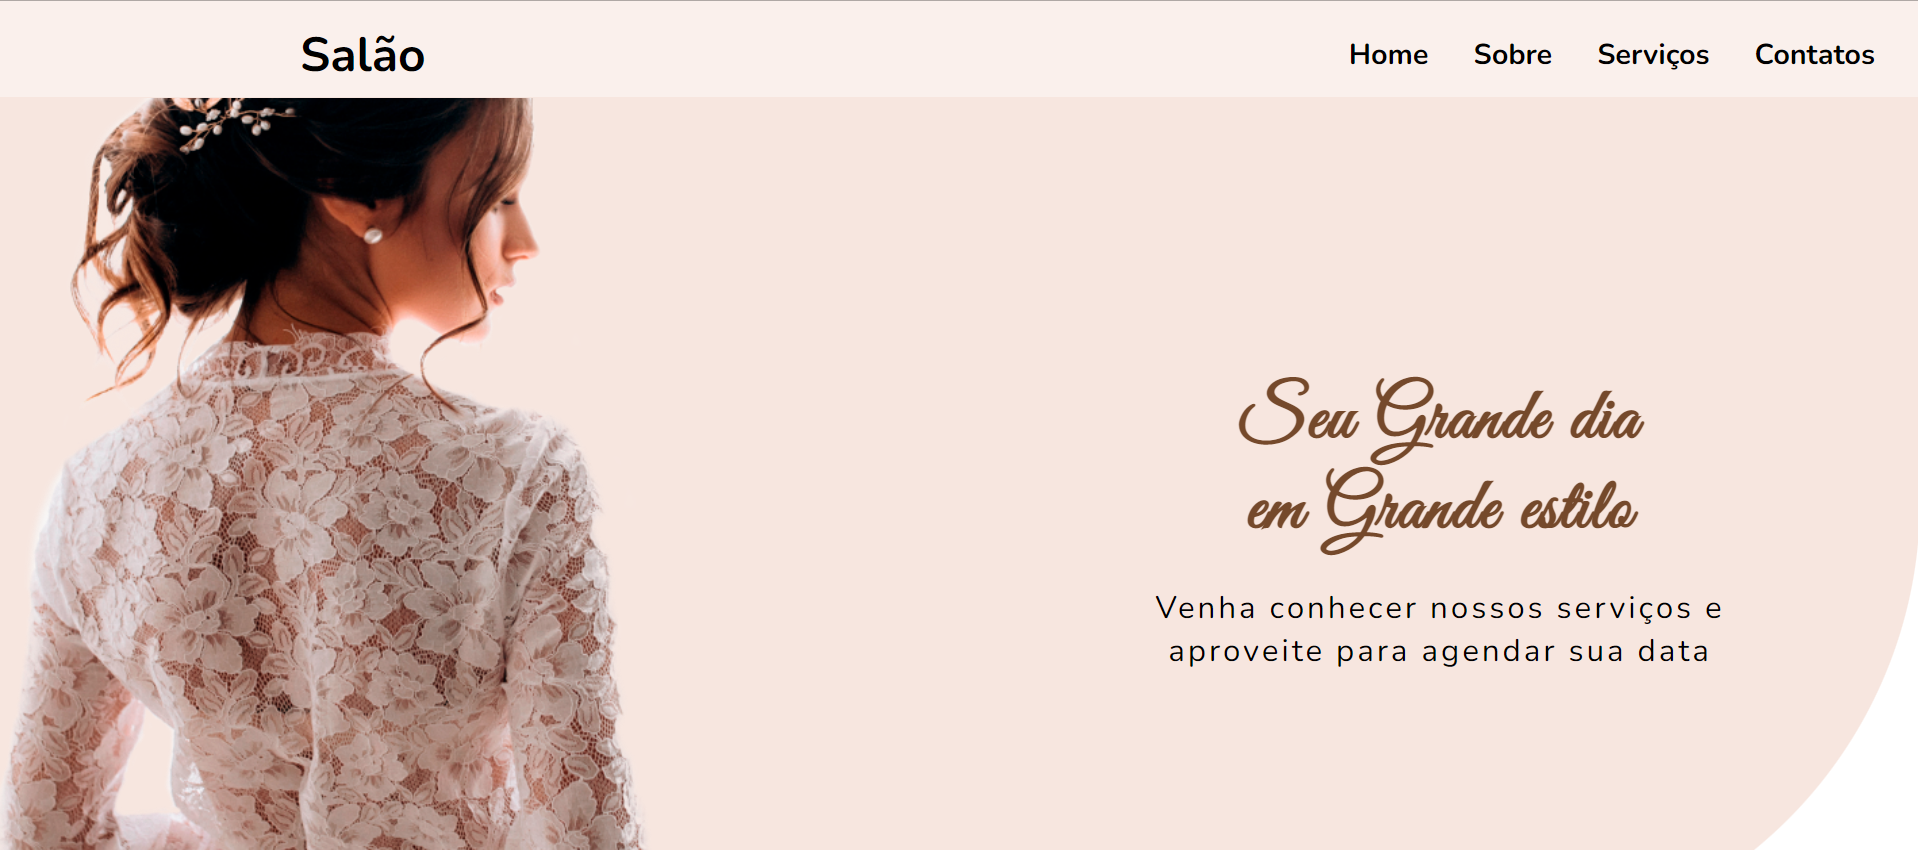 Salão
Home Sobre Serviços Contatos
Seu Grande dia
em Grande estilo
Venha conhecer nossos serviços e
aproveite para agendar sua data